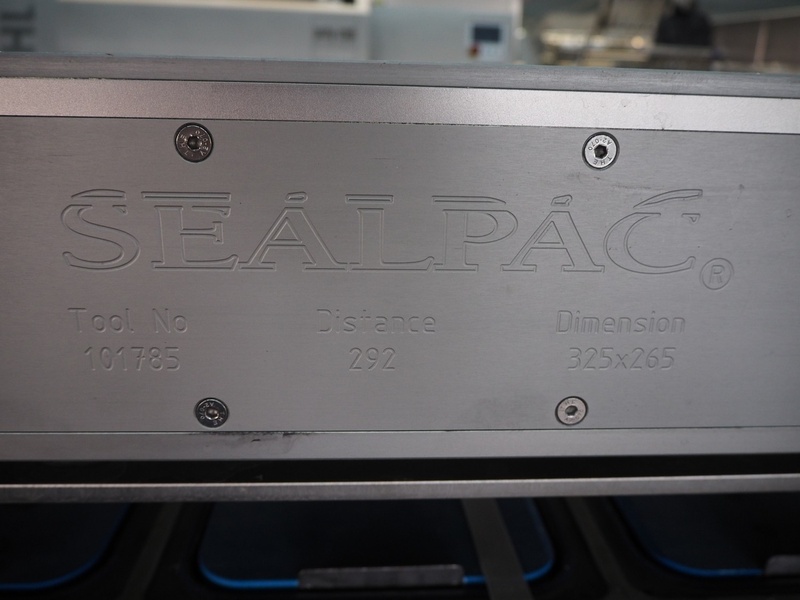 SEALPAC®
Tool No Distance Dimension
101785 292 325x265